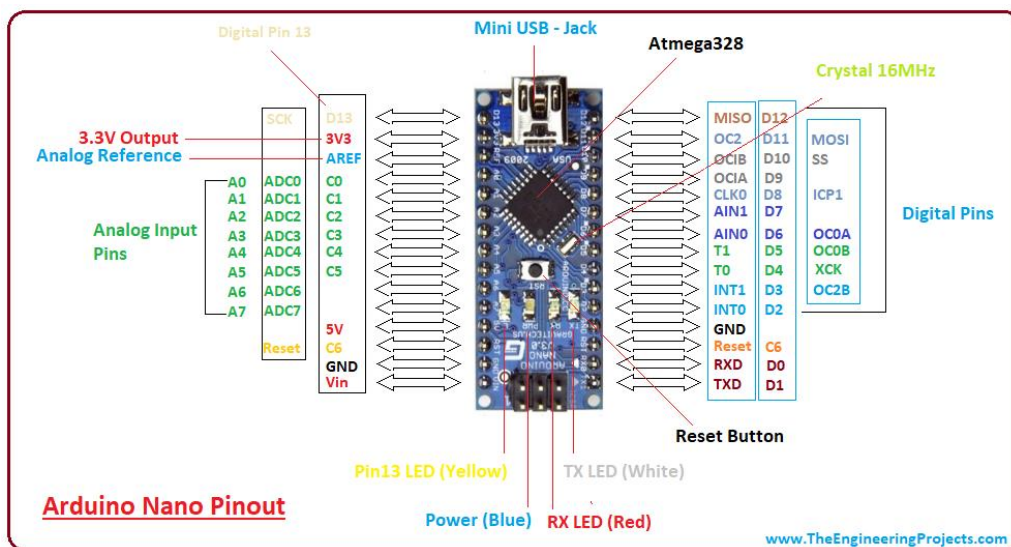 Digital Pin 13
Mini USB - Jack
Atmega328
Crystal 16MHz
SCK D13
3.3V Output 3V3
Analog Reference AREF
A0 ADC0 C0
A1 ADC1 C1
A2 ADC2 C2
A3 ADC3 C3
A4 ADC4 C4
A5 ADC5 C5
A6 ADC6
A7 ADC7
Analog Input
Pins
5V
Reset C6
GND
Vin
MISO D12
OC2 D11 MOSI
OCIB D10 SS
OCIA D9
CLK0 D8 ICP1
AIN1 D7
AIN0 D6 OC0A
T1 D5 OC0B
T0 D4 XCK
INT1 D3 OC2B
INT0 D2
GND
Reset C6
RXD D0
TXD D1
Digital Pins
USA
2009
RST
Reset Button
Pin13 LED (Yellow)
TX LED (White)
Power (Blue)
RX LED (Red)
Arduino Nano Pinout
www.TheEngineeringProjects.com